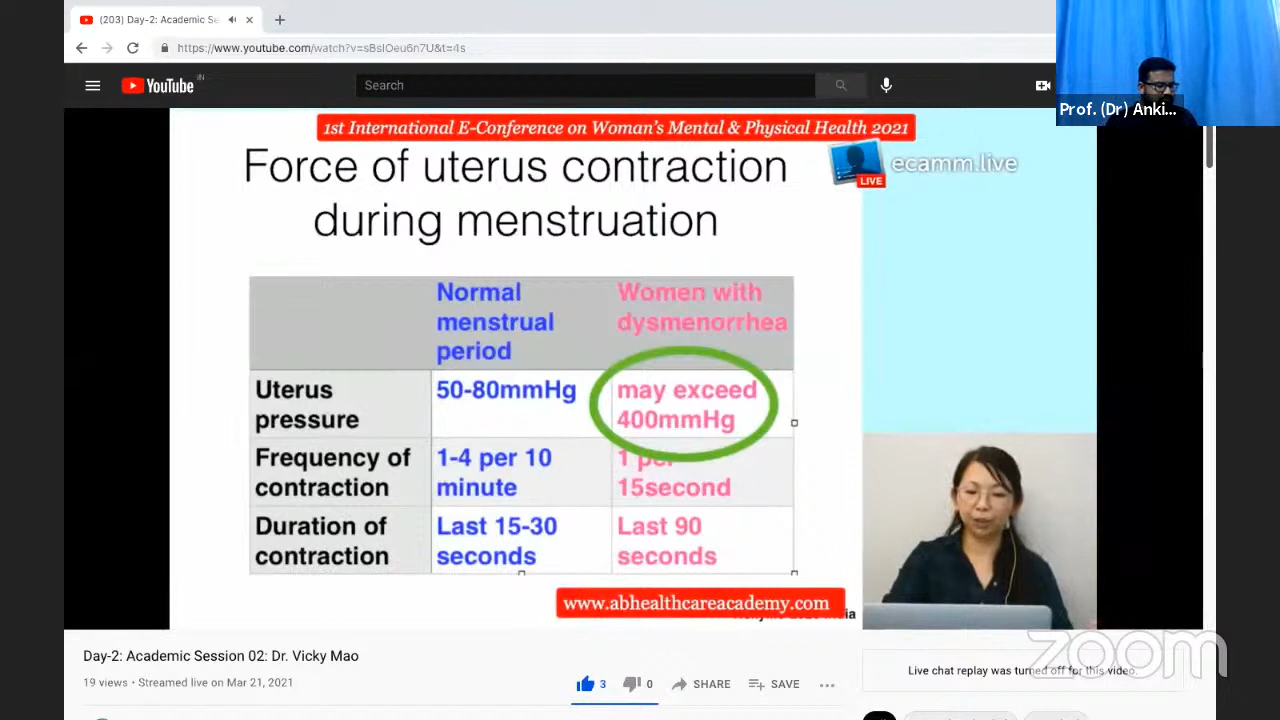 (203) Day-2: Academic Se
https://www.youtube.com/watch?v=sBslOeu6n7U&t=4s
YouTube IN
Search
Prof. (Dr) Anki...
1st International E-Conference on Woman's Mental & Physical Health 2021
Force of uterus contraction
during menstruation
ecamm.live
LIVE
Normal menstrual period
Women with dysmenorrhea
Uterus pressure
50-80mmHg
may exceed 400mmHg
Frequency of contraction
1-4 per 10 minute
1 per 15second
Duration of contraction
Last 15-30 seconds
Last 90 seconds
www.abhealthcareacademy.com
zoom
Day-2: Academic Session 02: Dr. Vicky Mao
Live chat replay was turned off for this video.
19 views • Streamed live on Mar 21, 2021
3
0
SHARE
SAVE